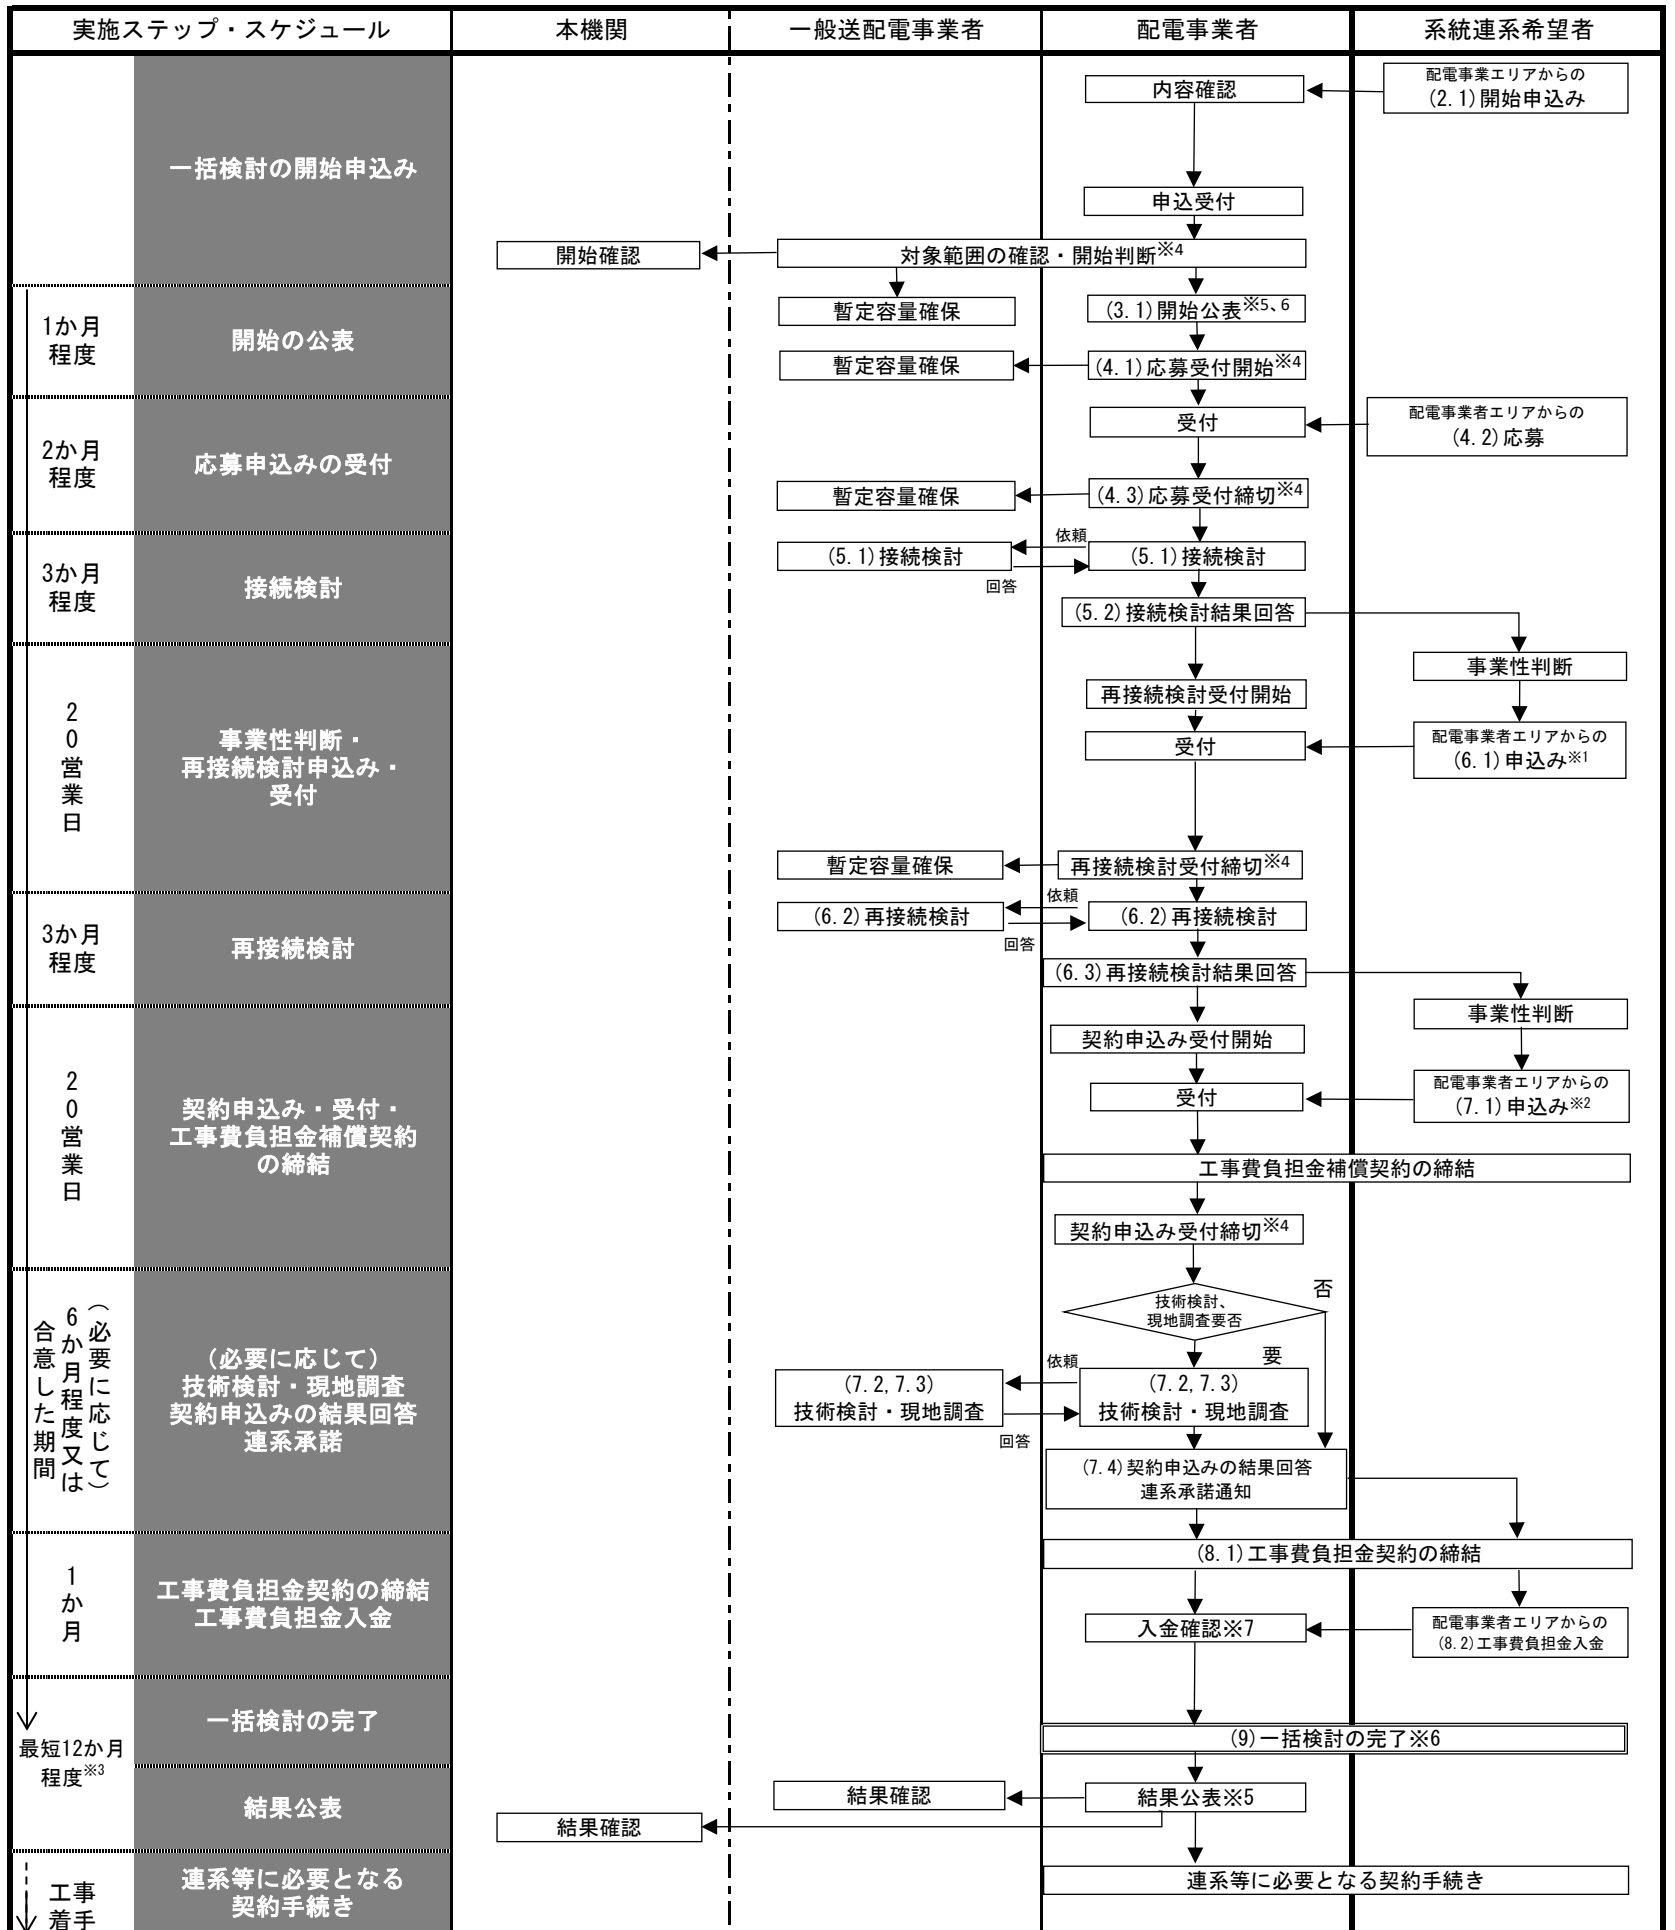 実施ステップ・スケジュール
本機関
一般送配電事業者
配電事業者
系統連系希望者
一括検討の開始申込み
内容確認
配電事業エリアからの
(2.1)開始申込み
申込受付
開始確認
対象範囲の確認・開始判断※4
1か月
程度
開始の公表
暫定容量確保
(3.1)開始公表※5、6
暫定容量確保
(4.1)応募受付開始※4
2か月
程度
応募申込みの受付
受付
配電事業者エリアからの
(4.2)応募
暫定容量確保
(4.3)応募受付締切※4
3か月
程度
接続検討
(5.1)接続検討
依頼
回答
(5.1)接続検討
(5.2)接続検討結果回答
20営業日
事業性判断・
再接続検討申込み・
受付
事業性判断
再接続検討受付開始
受付
配電事業者エリアからの
(6.1)申込み※1
暫定容量確保
再接続検討受付締切※4
3か月
程度
再接続検討
(6.2)再接続検討
依頼
回答
(6.2)再接続検討
(6.3)再接続検討結果回答
20営業日
契約申込み・受付・
工事費負担金補償契約
の締結
事業性判断
契約申込み受付開始
受付
配電事業者エリアからの
(7.1)申込み※2
工事費負担金補償契約の締結
契約申込み受付締切※4
(必要に応じて)
6か月程度又は
合意した期間
(必要に応じて)
技術検討・現地調査
契約申込みの結果回答
連系承諾
技術検討、
現地調査要否
否
要
(7.2,7.3)
技術検討・現地調査
依頼
回答
(7.2,7.3)
技術検討・現地調査
(7.4)契約申込みの結果回答
連系承諾通知
1か月
工事費負担金契約の締結
工事費負担金入金
(8.1)工事費負担金契約の締結
入金確認※7
配電事業者エリアからの
(8.2)工事費負担金入金
最短12か月
程度※3
一括検討の完了
(9)一括検討の完了※6
結果公表
結果確認
結果公表※5
結果確認
工事
着手
連系等に必要となる
契約手続き
連系等に必要となる契約手続き